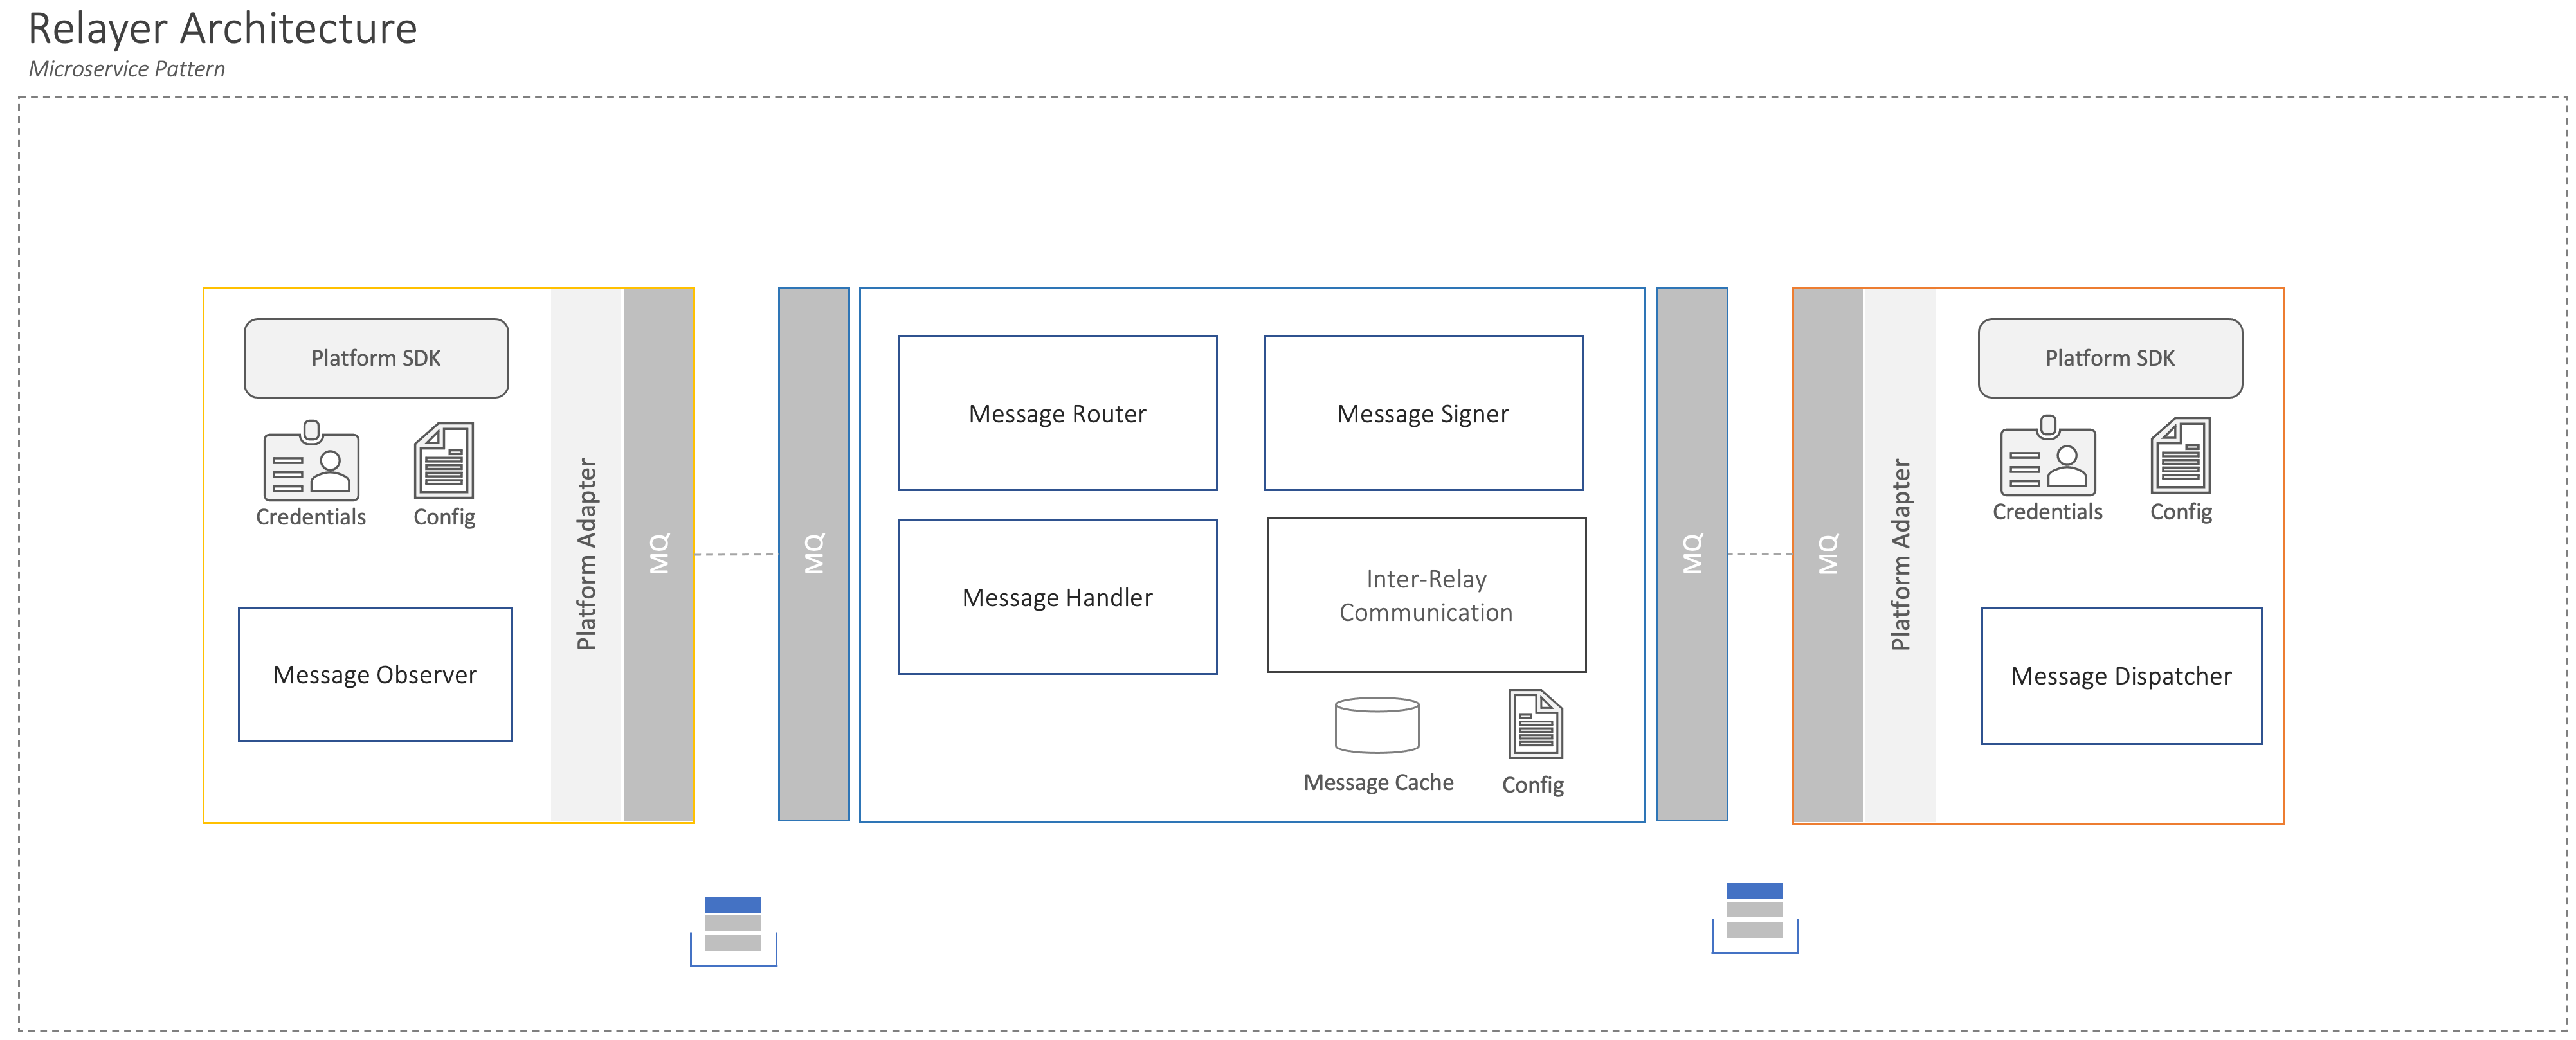 Relayer Architecture
Microservice Pattern
Platform SDK
Credentials
Config
Message Observer
Platform Adapter
MQ
MQ
Message Router
Message Signer
Message Handler
Inter-Relay
Communication
Message Cache
Config
MQ
MQ
Platform Adapter
Platform SDK
Credentials
Config
Message Dispatcher